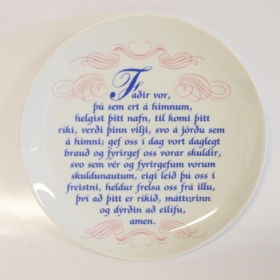 Faðir vor,
þú sem ert á himnum,
helgist þitt nafn, til komi þitt
ríki, verði þinn vilji, svo á jörðu sem
á himni; gef oss í dag vort daglegt
brauð og fyrirgef oss vorar skuldir,
svo sem vér og fyrirgefum vorum
skuldunautum, eigi leið þú oss í
freistni, heldur frelsa oss frá illu,
því að þitt er ríkið, mátturinn
og dýrðin að eilífu,
amen.